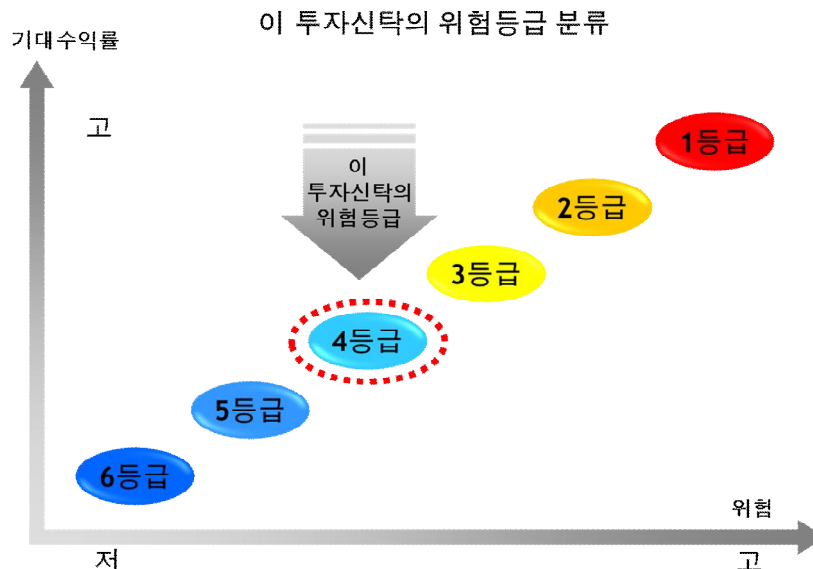 이 투자신탁의 위험등급 분류
기대수익률
고
이
투자신탁의
위험등급
1등급
2등급
3등급
4등급
5등급
6등급
위험
저
고